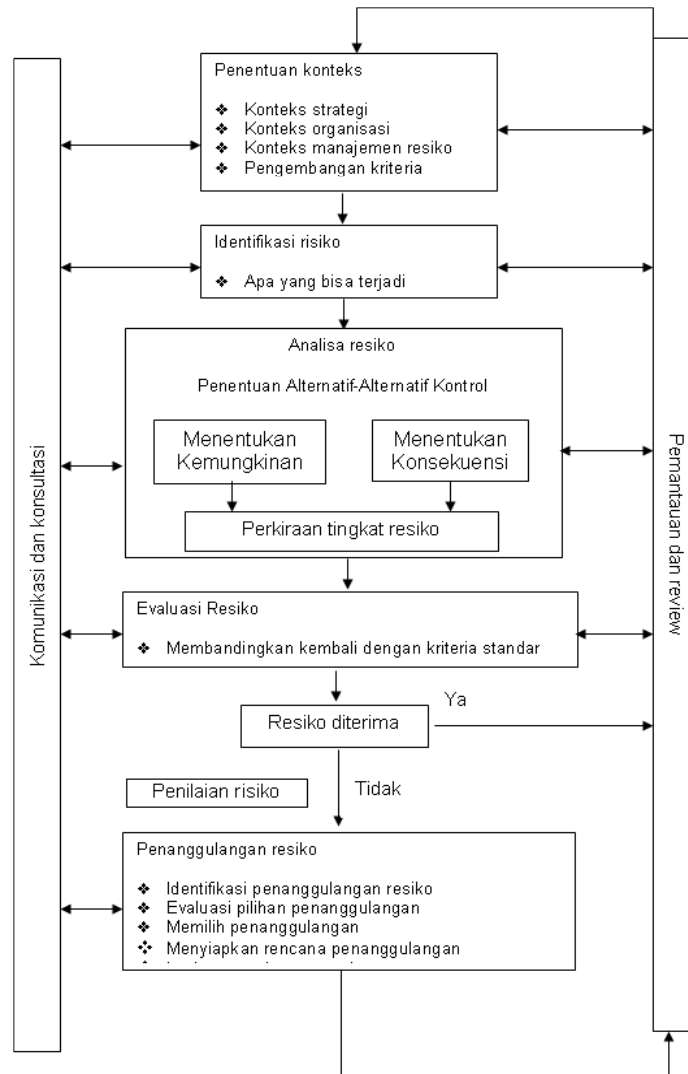 Penentuan konteks
❖ Konteks strategi
❖ Konteks organisasi
❖ Konteks manajemen resiko
❖ Pengembangan kriteria
Identifikasi risiko
❖ Apa yang bisa terjadi
Analisa resiko
Penentuan Alternatif-Alternatif Kontrol
Menentukan
Kemungkinan
Menentukan
Konsekuensi
Perkiraan tingkat resiko
Evaluasi Resiko
❖ Membandingkan kembali dengan kriteria standar
Resiko diterima
Ya
Tidak
Penilaian risiko
Penanggulangan resiko
❖ Identifikasi penanggulangan resiko
❖ Evaluasi pilihan penanggulangan
❖ Memilih penanggulangan
❖ Menyiapkan rencana penanggulangan
Komunikasi dan konsultasi
Pemantauan dan review